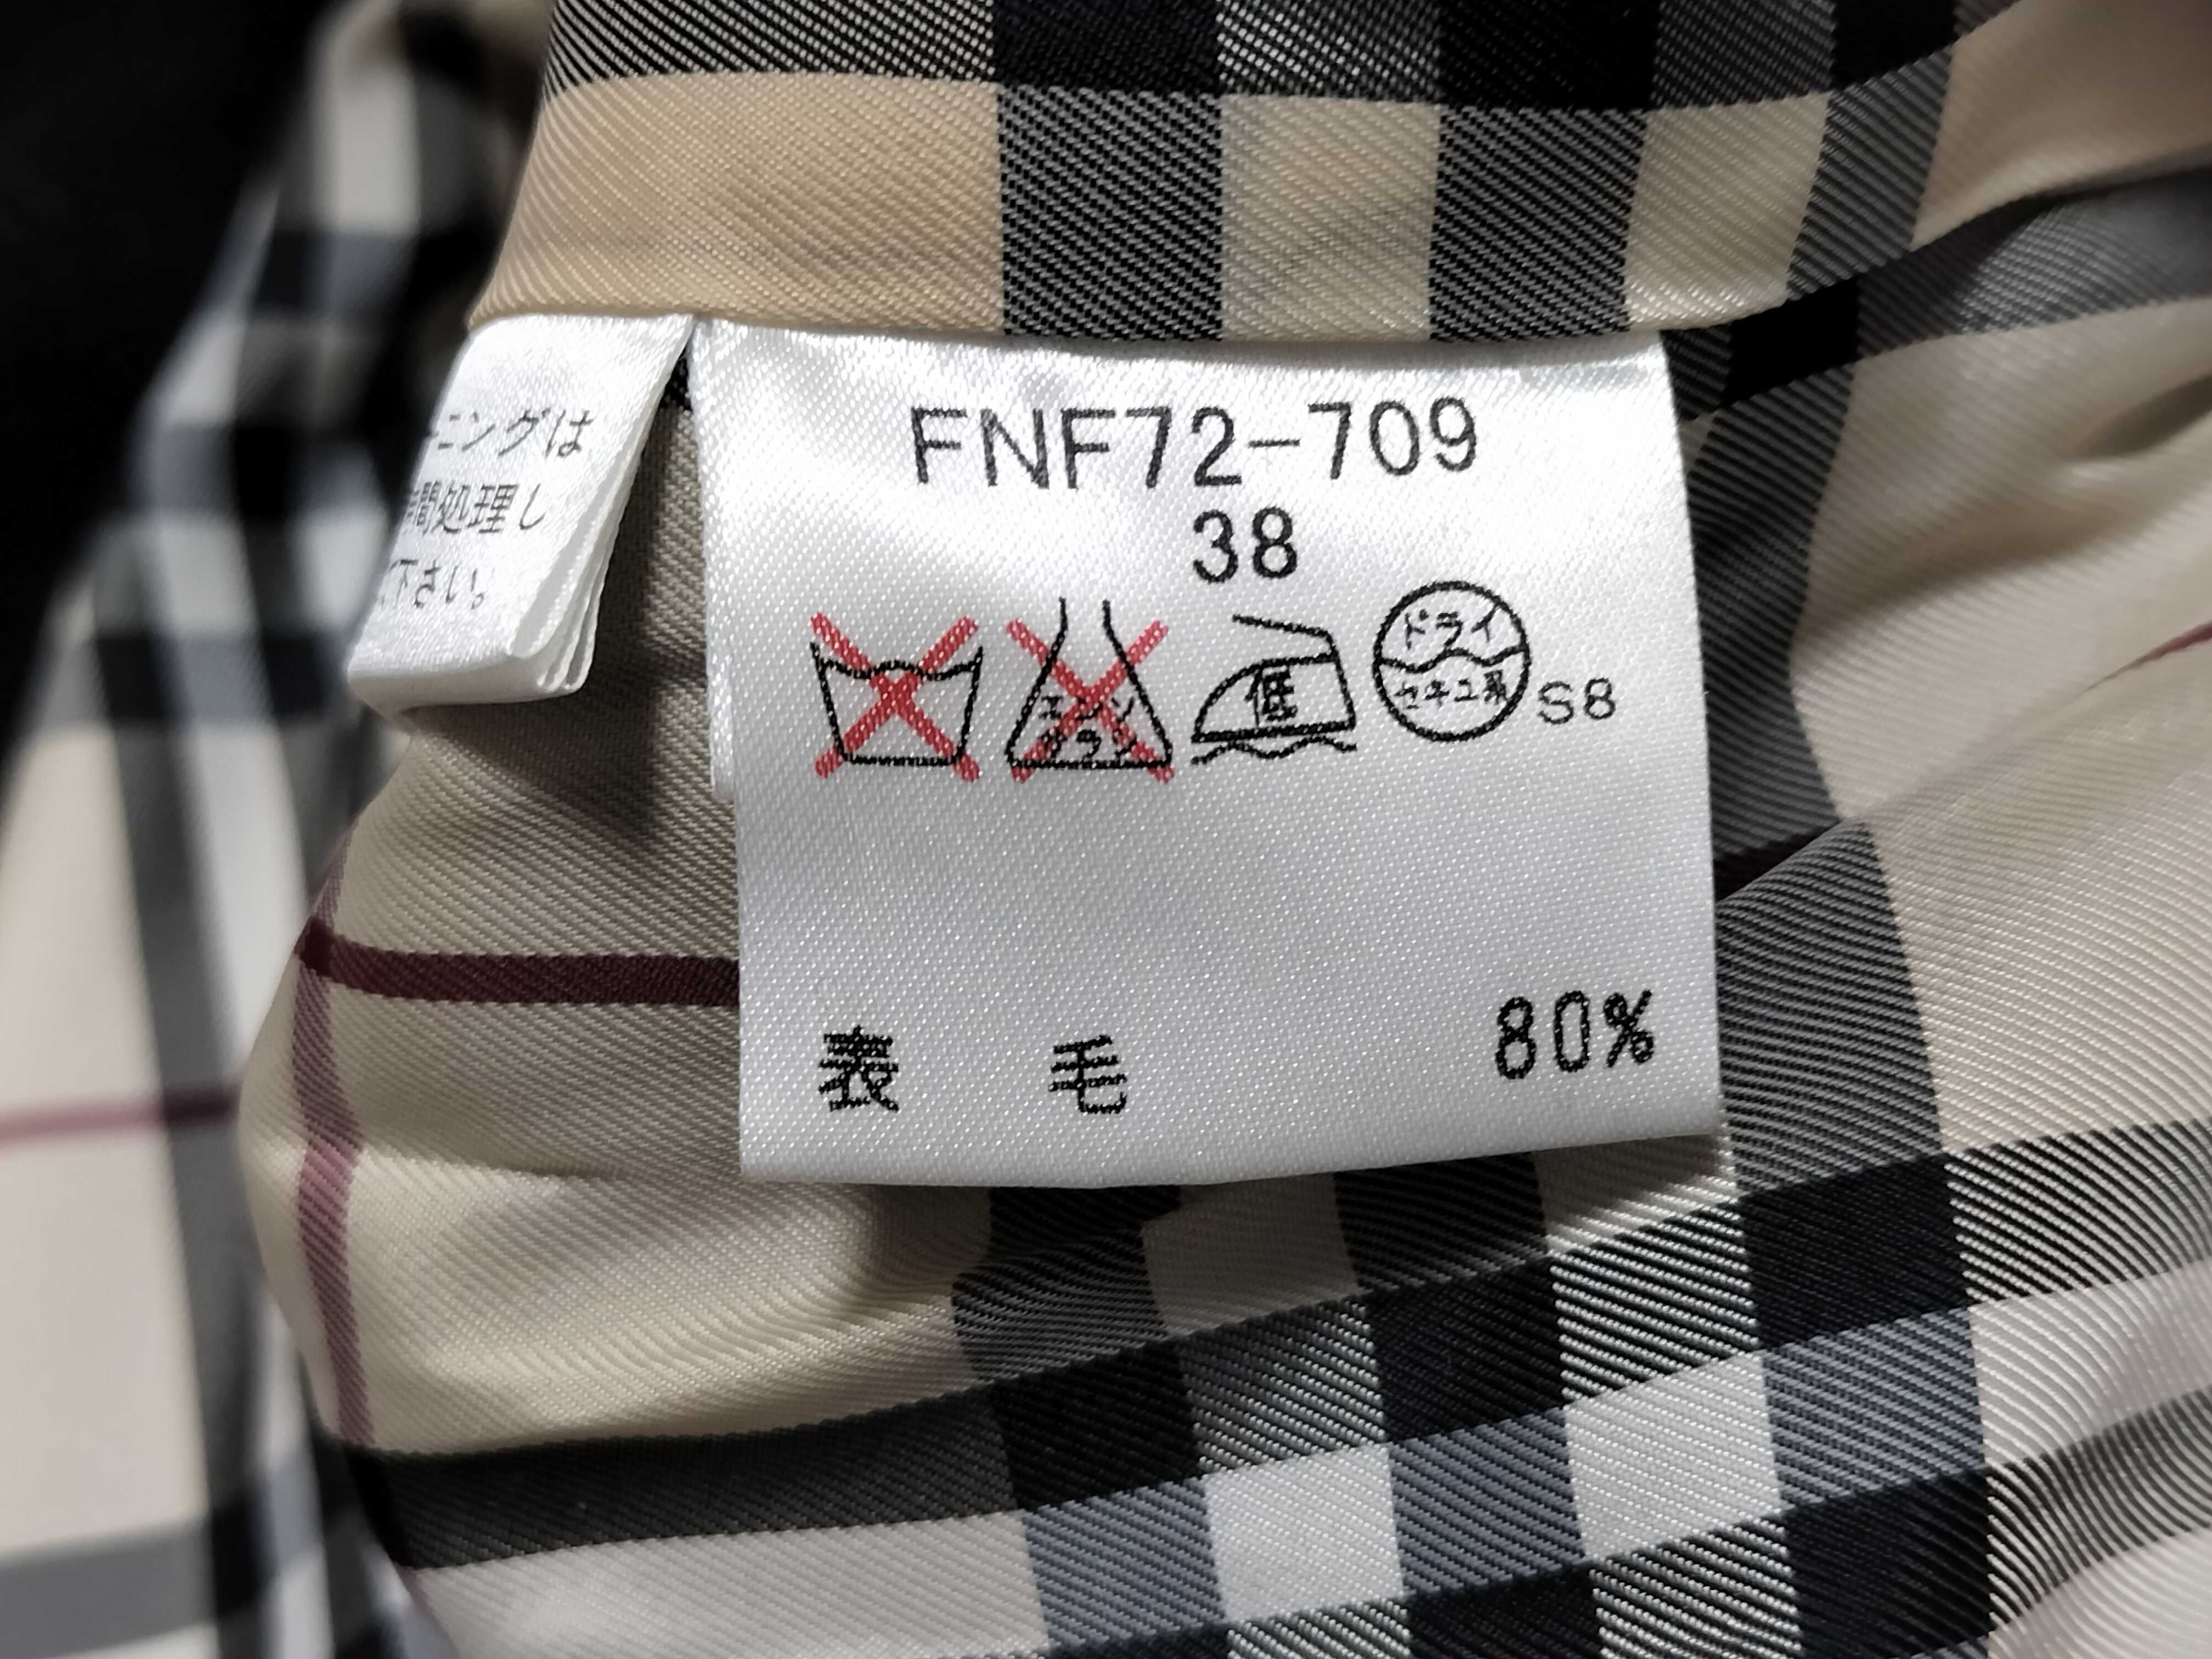 ニングは
間処理し
下さい。
FNF72-709
38
エンソ
サラシ
低
ドライ
セキユ系
S8
表 毛 80%